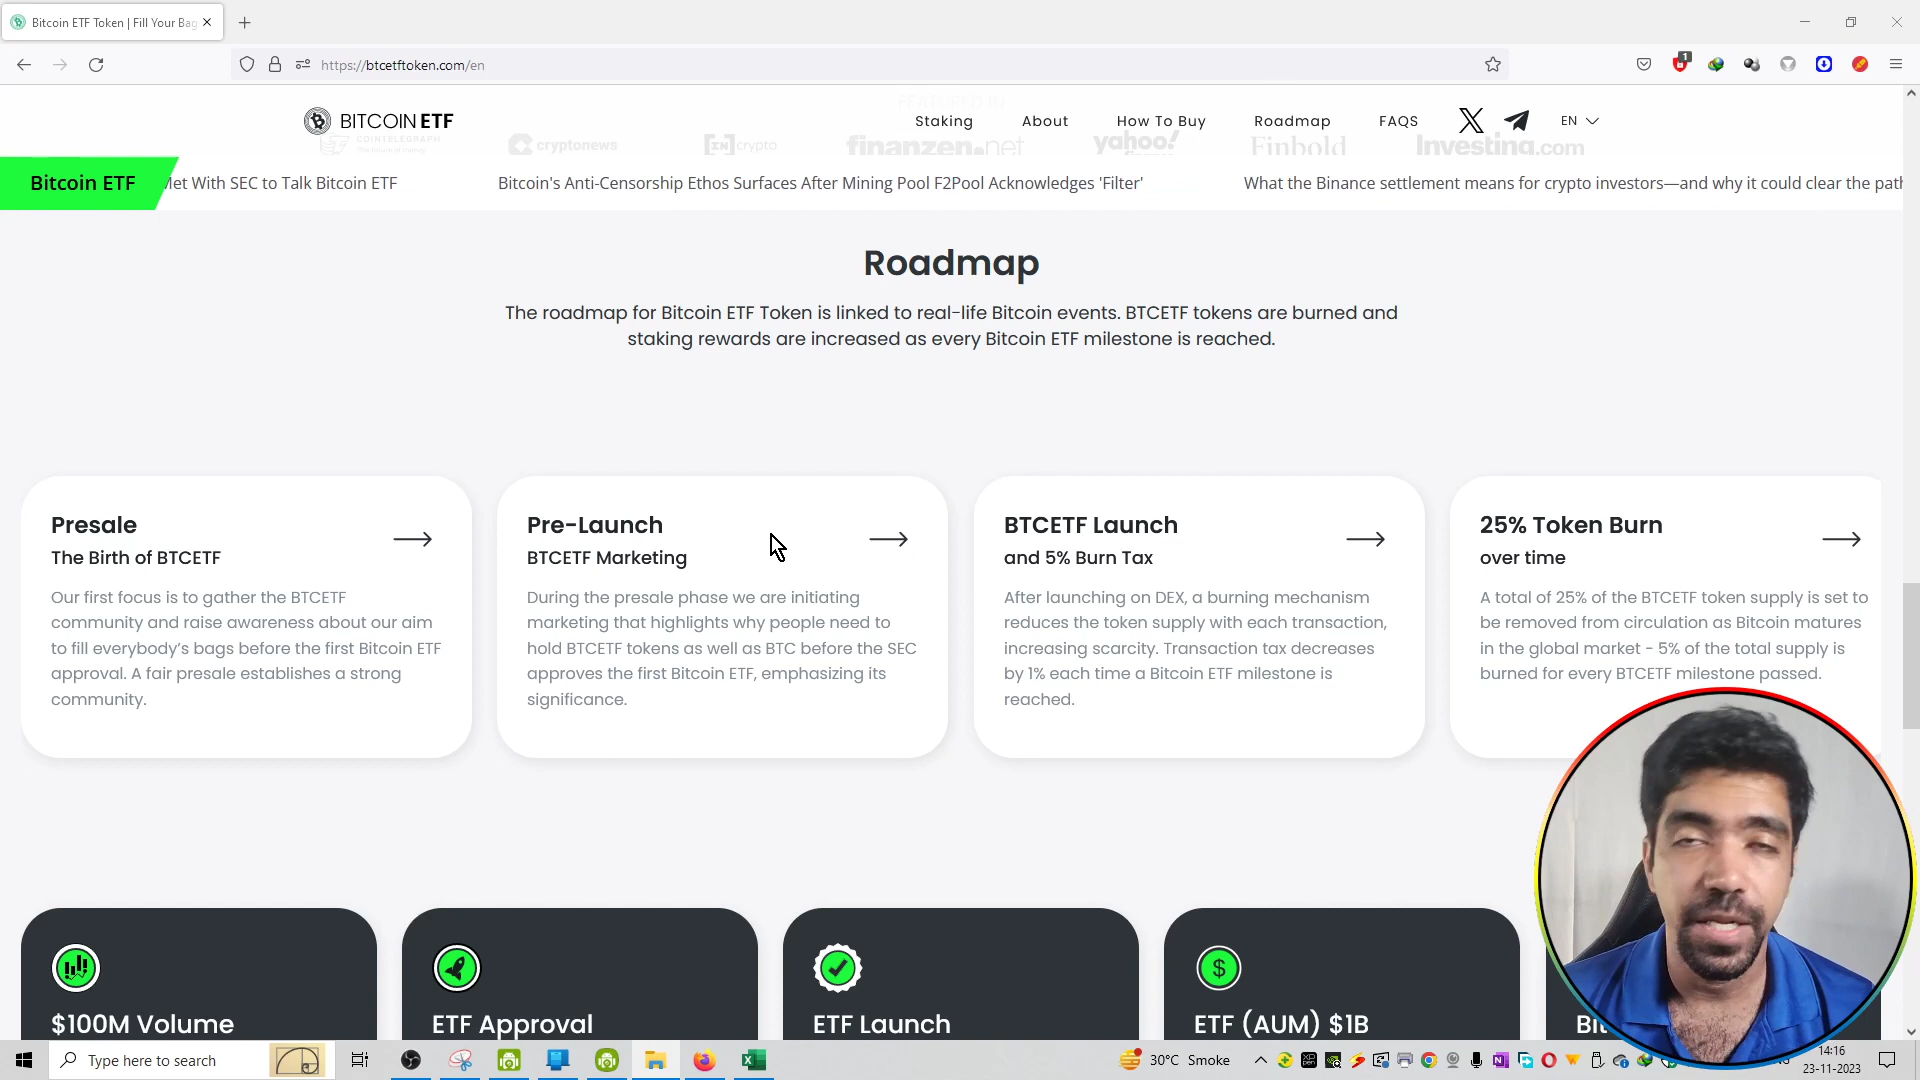 Bitcoin ETF Token | Fill Your Bag
https://btcetftoken.com/en
1
FEATURED IN
BITCOIN ETF
Staking
About
How To Buy
Roadmap
FAQS
EN
COINTELEGRAPH
cryptonews
crypto
finanzen.net
yahoo!
Finbold
Investing.com
Bitcoin ETF
Met With SEC to Talk Bitcoin ETF
Bitcoin's Anti-Censorship Ethos Surfaces After Mining Pool F2Pool Acknowledges 'Filter'
What the Binance settlement means for crypto investors—and why it could clear the path
Roadmap
The roadmap for Bitcoin ETF Token is linked to real-life Bitcoin events. BTCETF tokens are burned and
staking rewards are increased as every Bitcoin ETF milestone is reached.
Presale
The Birth of BTCETF
Our first focus is to gather the BTCETF
community and raise awareness about our aim
to fill everybody's bags before the first Bitcoin ETF
approval. A fair presale establishes a strong
community.
Pre-Launch
BTCETF Marketing
During the presale phase we are initiating
marketing that highlights why people need to
hold BTCETF tokens as well as BTC before the SEC
approves the first Bitcoin ETF, emphasizing its
significance.
BTCETF Launch
and 5% Burn Tax
After launching on DEX, a burning mechanism
reduces the token supply with each transaction,
increasing scarcity. Transaction tax decreases
by 1% each time a Bitcoin ETF milestone is
reached.
25% Token Burn
over time
A total of 25% of the BTCETF token supply is set to
be removed from circulation as Bitcoin matures
in the global market - 5% of the total supply is
burned for every BTCETF milestone passed.
$100M Volume
ETF Approval
ETF Launch
ETF (AUM) $1B
Type here to search
30°C Smoke
14:16
23-11-2023